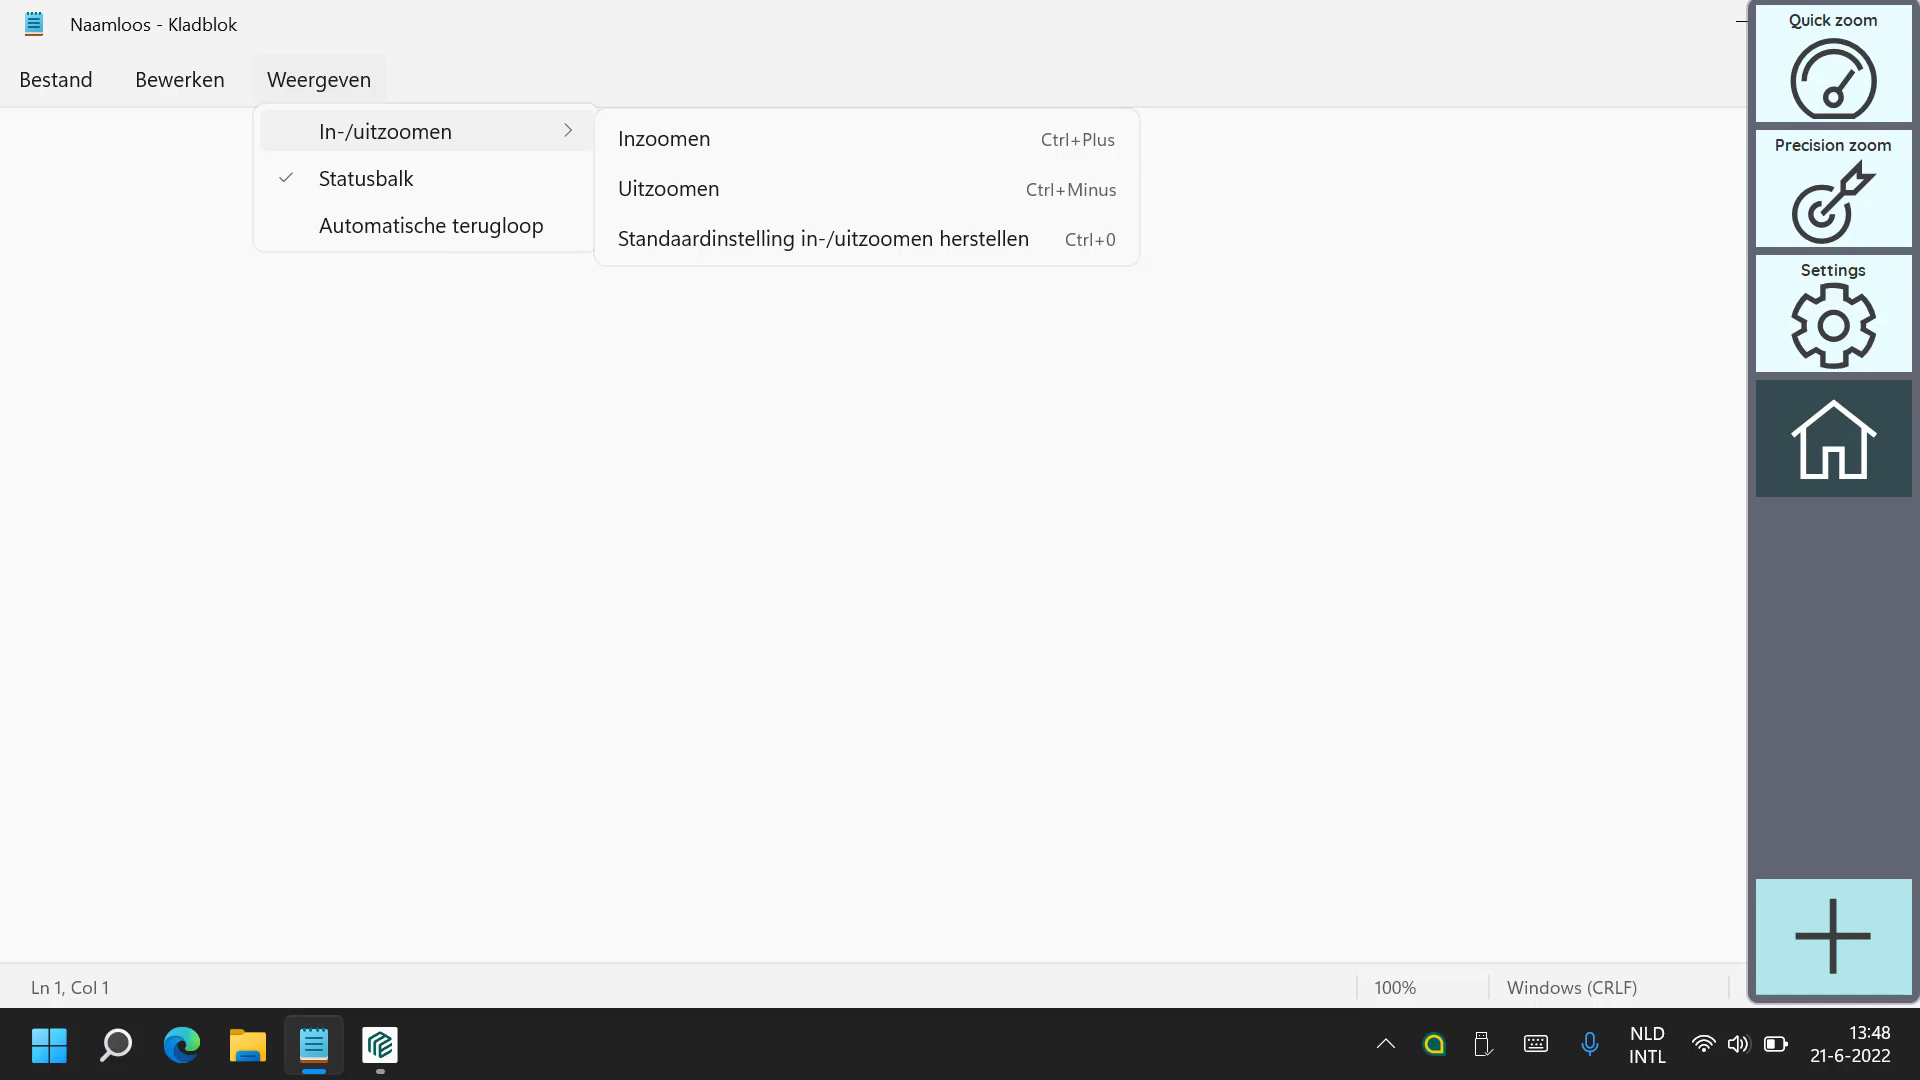 Naamloos - Kladblok
Bestand
Bewerken
Weergeven
In-/uitzoomen
Statusbalk
Automatische terugloop
Inzoomen Ctrl+Plus
Uitzoomen Ctrl+Minus
Standaardinstelling in-/uitzoomen herstellen Ctrl+0
Quick zoom
Precision zoom
Settings
Ln 1, Col 1
100%
Windows (CRLF)
NLD
INTL
13:48
21-6-2022